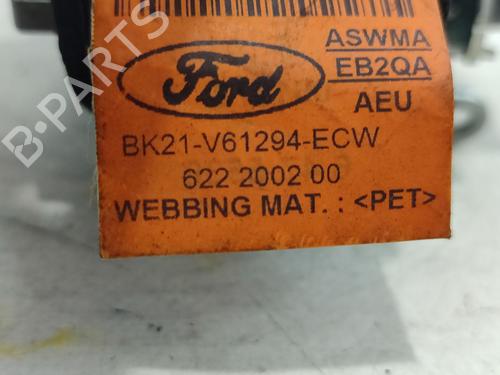 ASWMA
EB2QA
AEU
Ford
BK21-V61294-ECW
622 2002 00
WEBBING MAT. : <PET>
B-PARTS